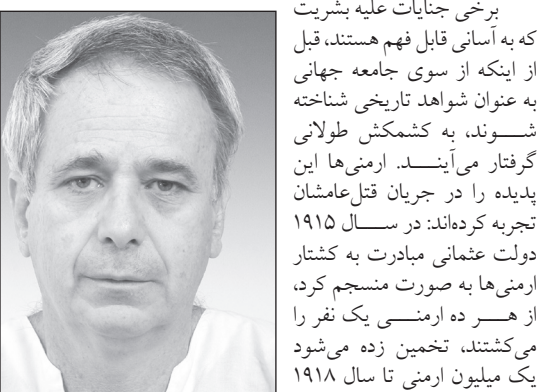 برخی جنایات علیه بشریت
که به آسانی قابل فهم هستند، قبل
از اینکه از سوی جامعه جهانی
به عنوان شواهد تاریخی شناخته
شوند، به کشمکش طولانی
گرفتار می‌آیند. ارمنی‌ها این
پدیده را در جریان قتل‌عامشان
تجربه کرده‌اند: در سال ۱۹۱۵
دولت عثمانی مبادرت به کشتار
ارمنی‌ها به صورت منسجم کرد،
از هر ده ارمنی یک نفر را
می‌کشتند، تخمین زده می‌شود
یک میلیون ارمنی تا سال ۱۹۱۸